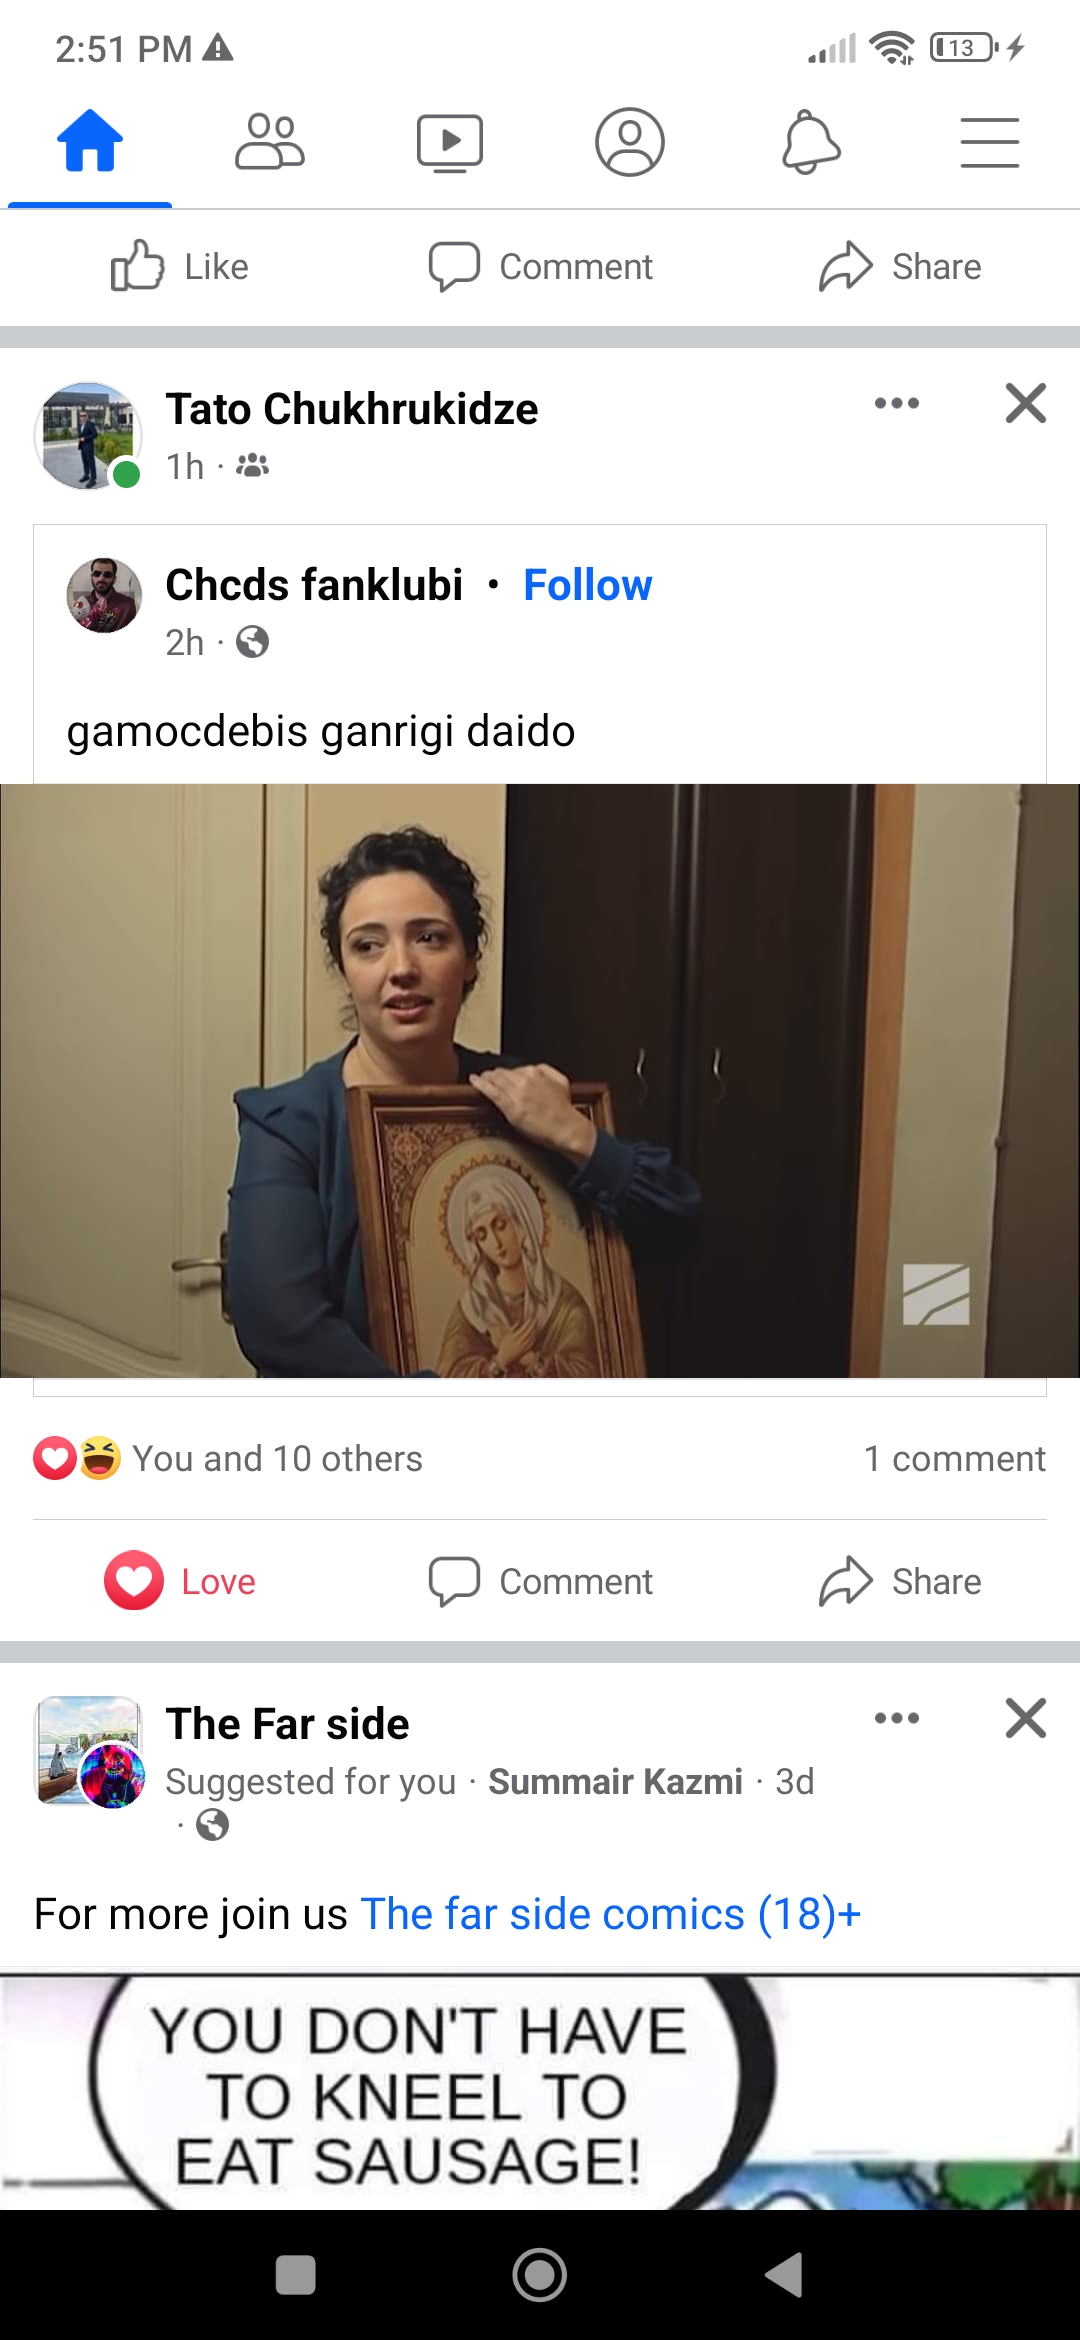 2:51 PM
13
Like
Comment
Share
Tato Chukhrukidze
1h ·
Chcds fanklubi • Follow
2h ·
gamocdebis ganrigi daido
You and 10 others
1 comment
Love
Comment
Share
The Far side
Suggested for you · Summair Kazmi · 3d
·
For more join us The far side comics (18)+
YOU DON'T HAVE
TO KNEEL TO
EAT SAUSAGE!